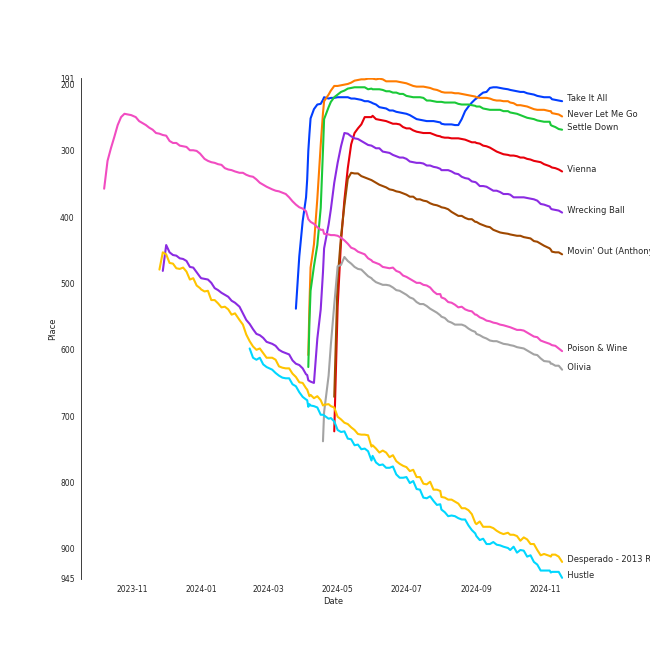 191
200
300
400
500
600
700
800
900
945
Place
2023-11
2024-01
2024-03
2024-05
2024-07
2024-09
2024-11
Date
Take It All
Never Let Me Go
Settle Down
Vienna
Wrecking Ball
Movin' Out (Anthony
Poison & Wine
Olivia
Desperado - 2013 R
Hustle